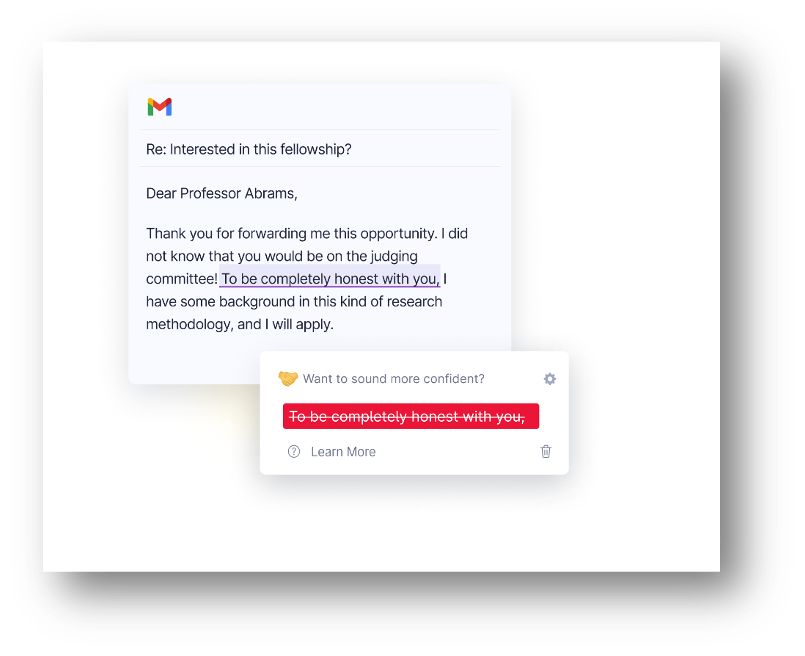 Re: Interested in this fellowship?
Dear Professor Abrams,
Thank you for forwarding me this opportunity. I did
not know that you would be on the judging
committee! To be completely honest with you, I
have some background in this kind of research
methodology, and I will apply.
Want to sound more confident?
To be completely honest with you,
Learn More